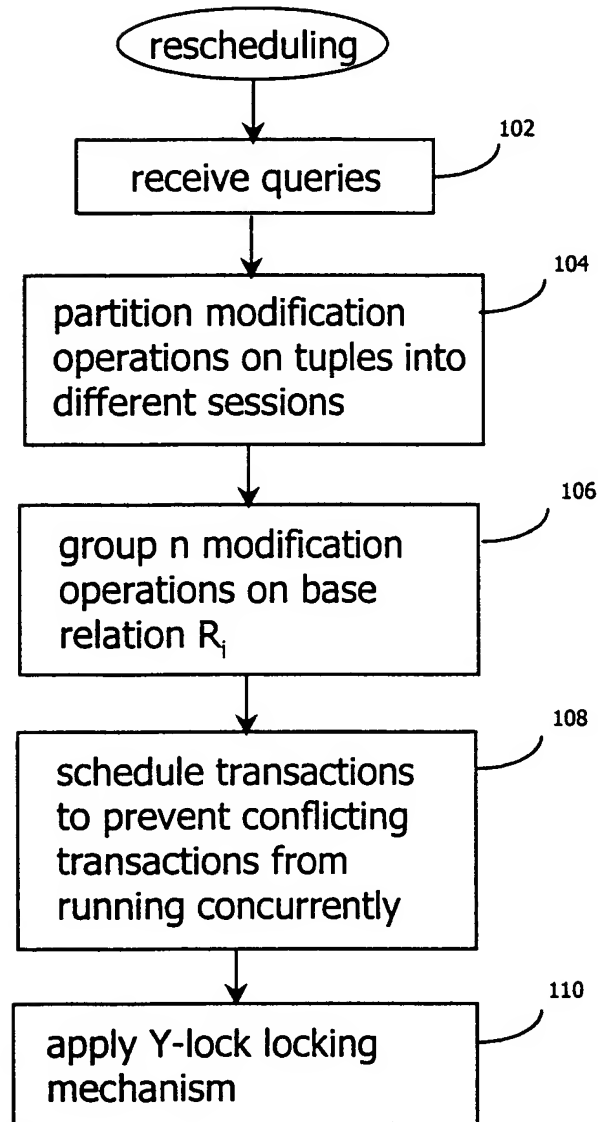 rescheduling
102
receive queries
104
partition modification
operations on tuples into
different sessions
106
group n modification
operations on base
relation Ri
108
schedule transactions
to prevent conflicting
transactions from
running concurrently
110
apply Y-lock locking
mechanism